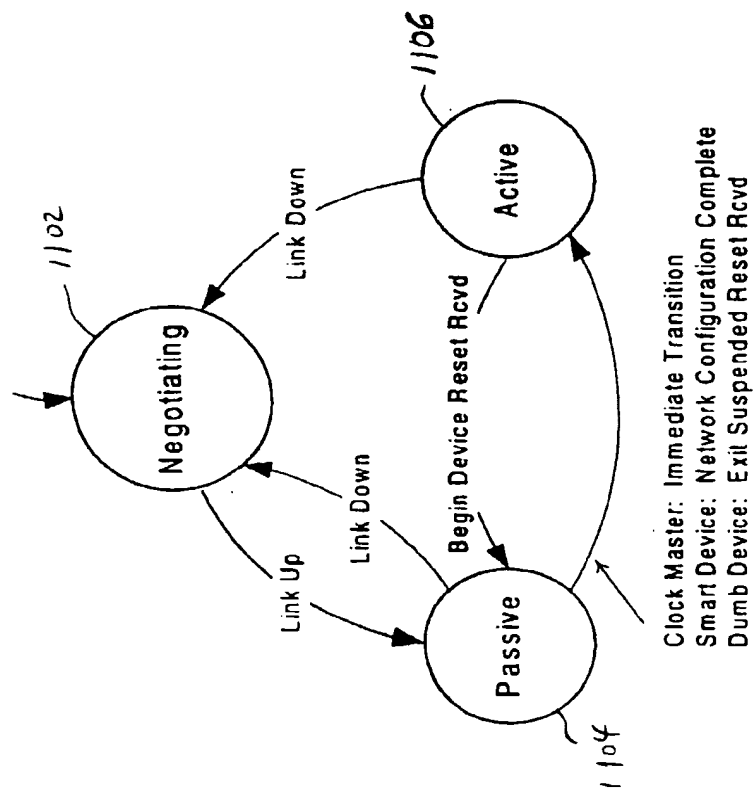 1102
Negotiating
Link Up
Link Down
Link Down
1106
Active
Begin Device Reset Rcvd
Passive
1104
Clock Master: Immediate Transition
Smart Device: Network Configuration Complete
Dumb Device: Exit Suspended Reset Rcvd